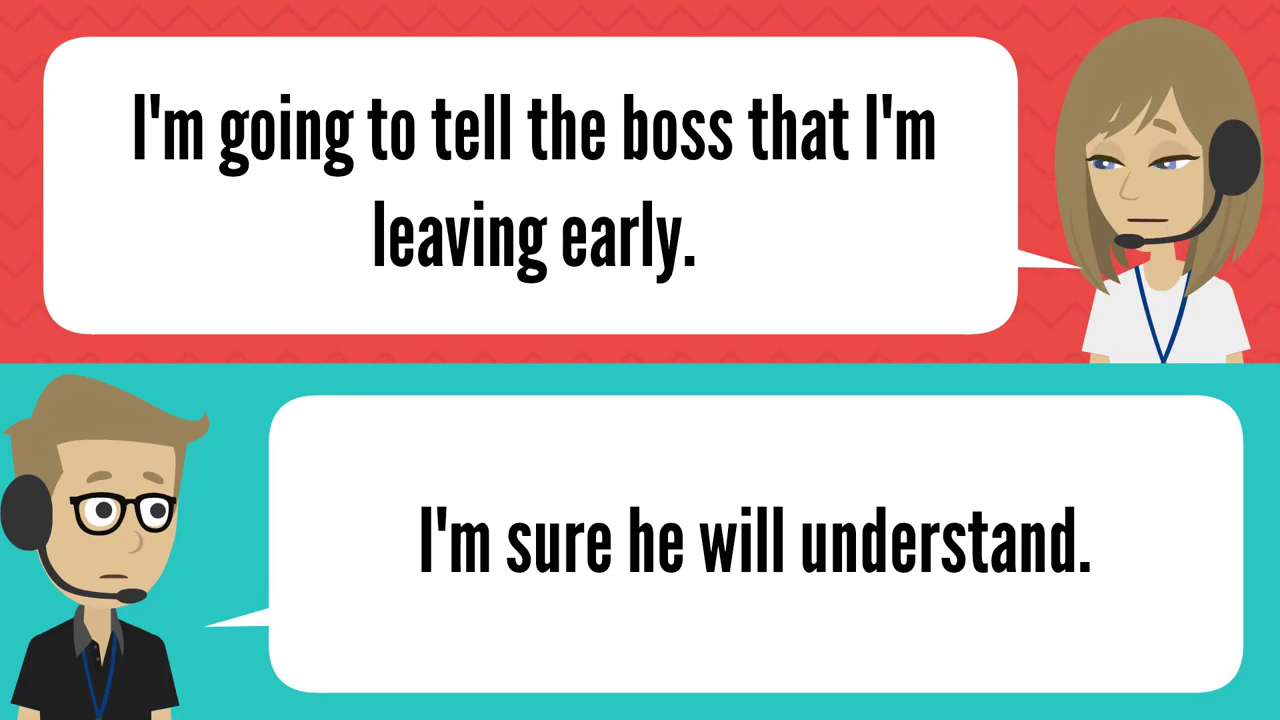 I'm going to tell the boss that I'm
leaving early.
I'm sure he will understand.